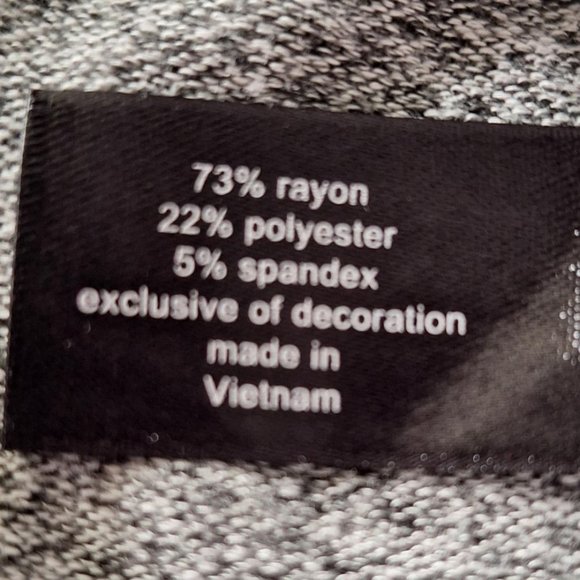 73% rayon
22% polyester
5% spandex
exclusive of decoration
made in
Vietnam